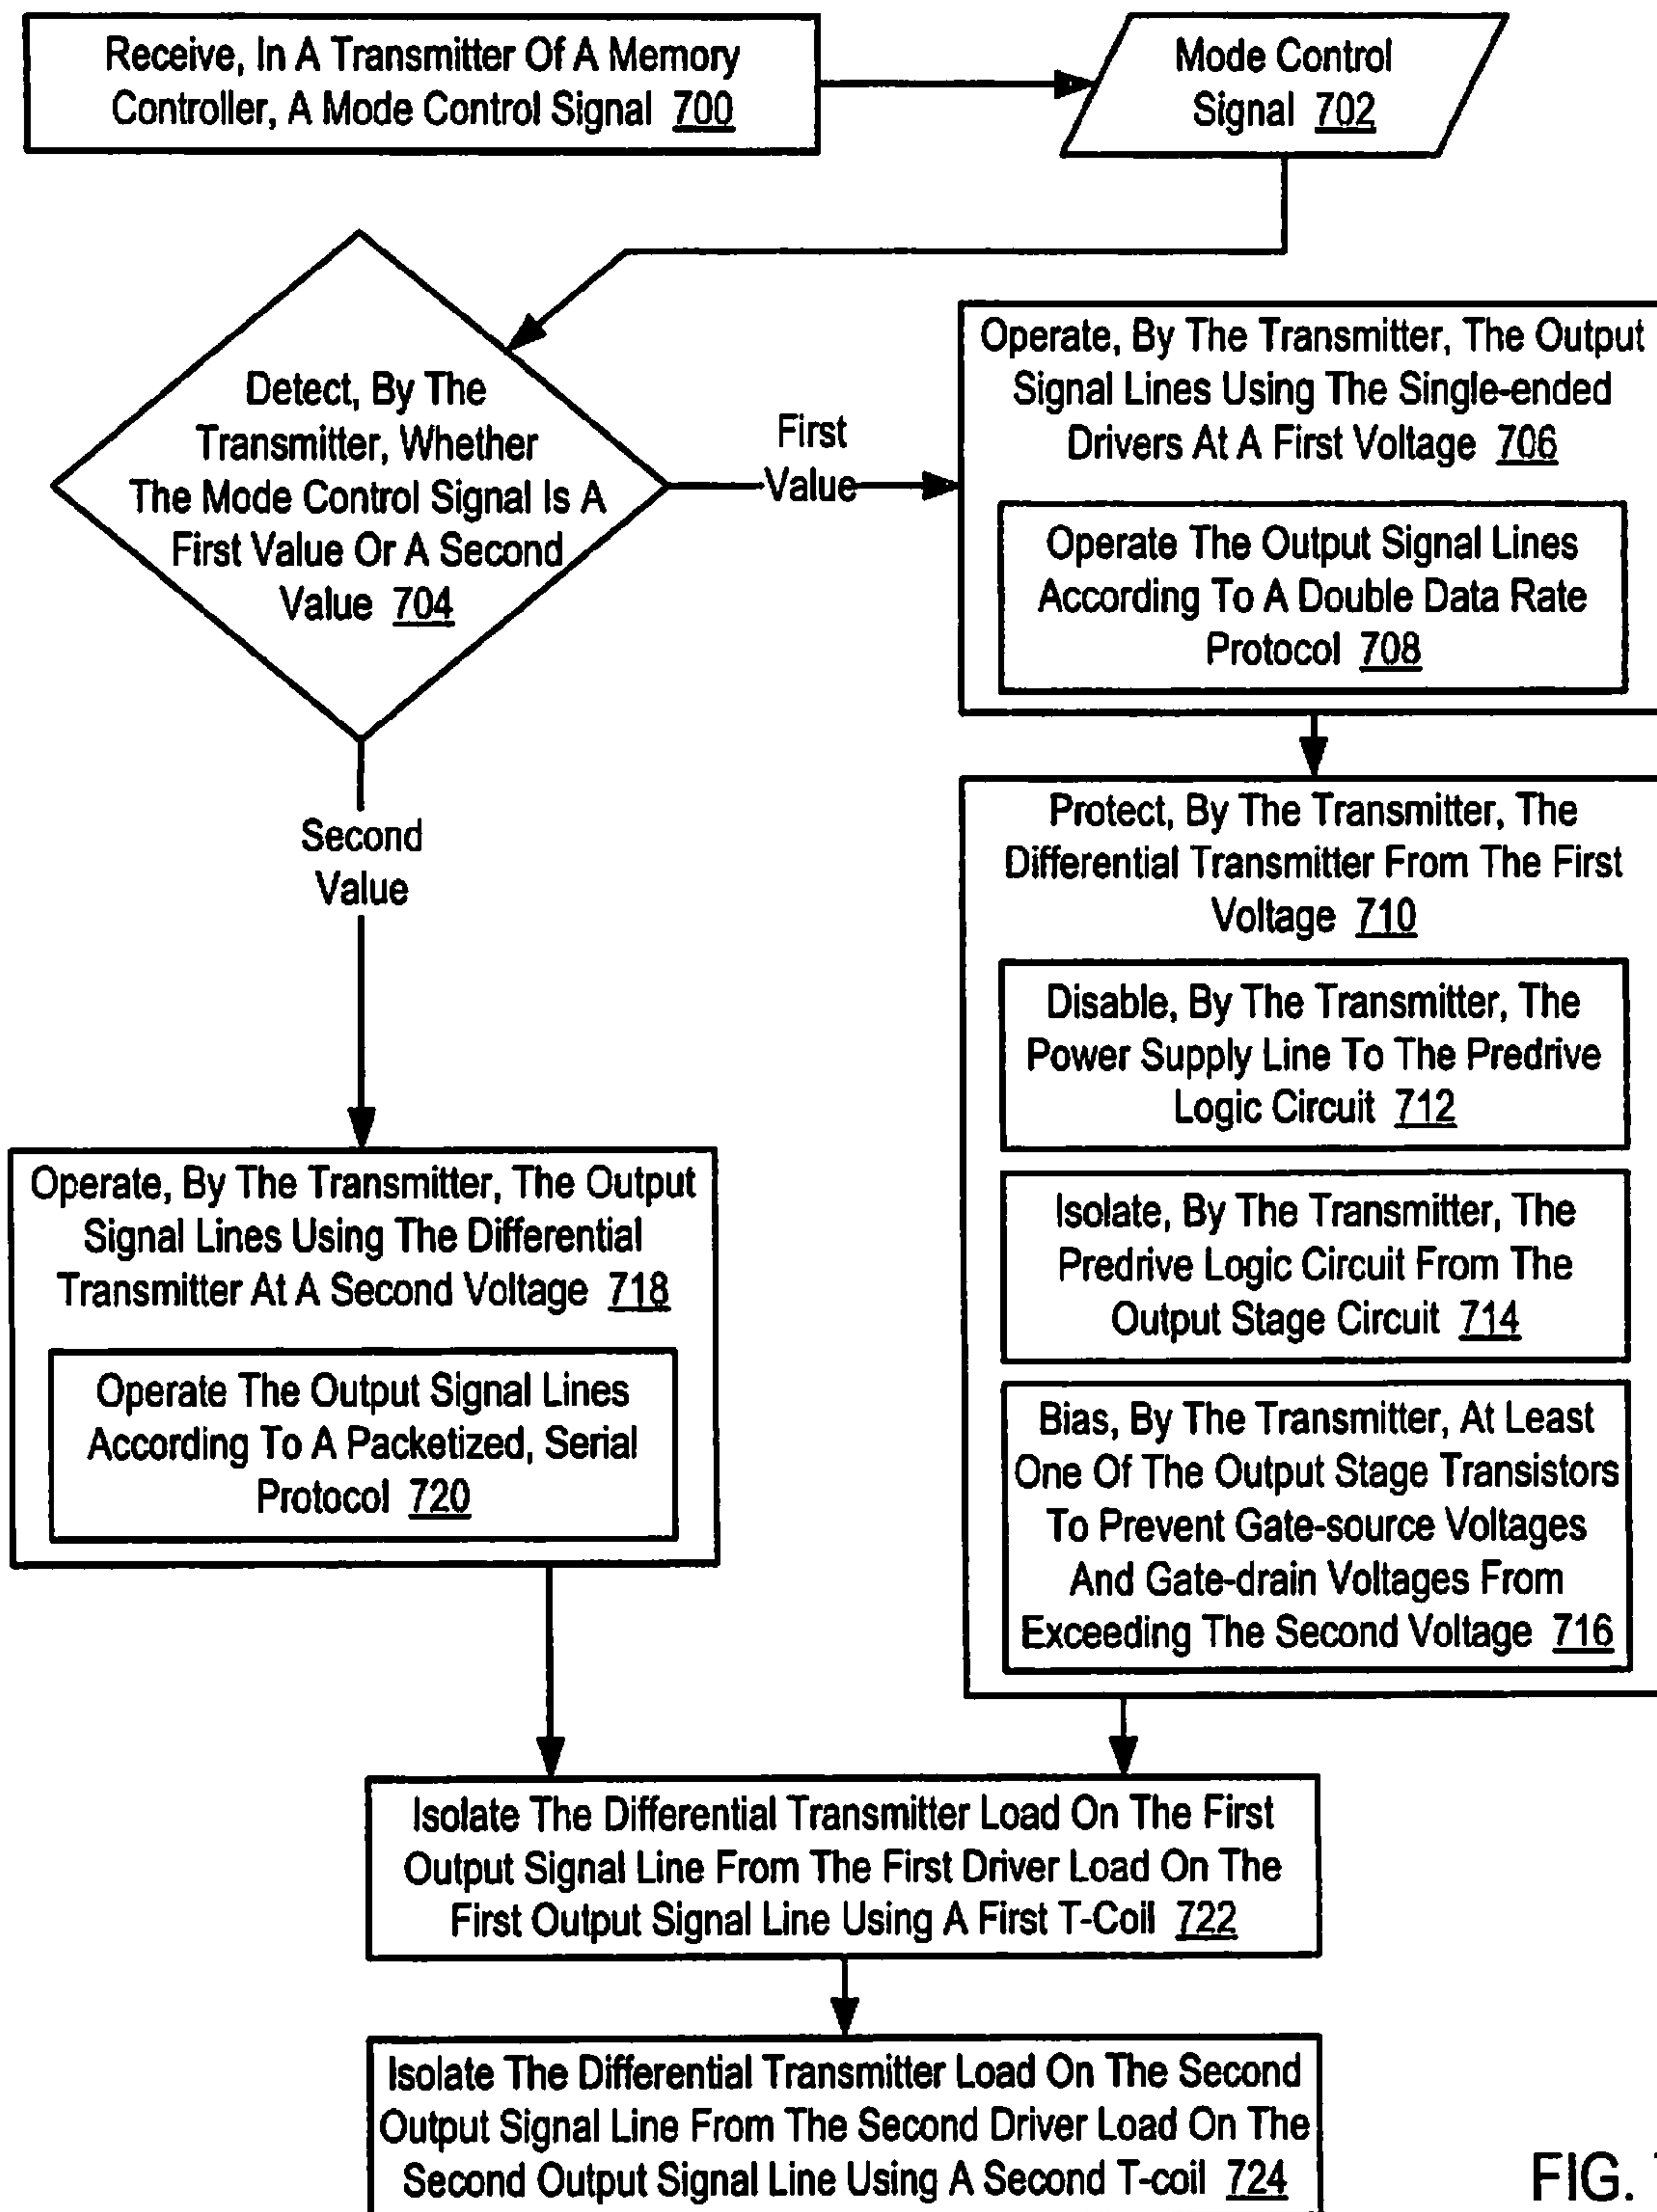 Receive, In A Transmitter Of A Memory
Controller, A Mode Control Signal 700
Mode Control
Signal 702
Detect, By The
Transmitter, Whether
The Mode Control Signal Is A
First Value Or A Second
Value 704
First
Value
Operate, By The Transmitter, The Output
Signal Lines Using The Single-ended
Drivers At A First Voltage 706
Operate The Output Signal Lines
According To A Double Data Rate
Protocol 708
Second
Value
Protect, By The Transmitter, The
Differential Transmitter From The First
Voltage 710
Disable, By The Transmitter, The
Power Supply Line To The Predrive
Logic Circuit 712
Isolate, By The Transmitter, The
Predrive Logic Circuit From The
Output Stage Circuit 714
Bias, By The Transmitter, At Least
One Of The Output Stage Transistors
To Prevent Gate-source Voltages
And Gate-drain Voltages From
Exceeding The Second Voltage 716
Operate, By The Transmitter, The Output
Signal Lines Using The Differential
Transmitter At A Second Voltage 718
Operate The Output Signal Lines
According To A Packetized, Serial
Protocol 720
Isolate The Differential Transmitter Load On The First
Output Signal Line From The First Driver Load On The
First Output Signal Line Using A First T-Coil 722
Isolate The Differential Transmitter Load On The Second
Output Signal Line From The Second Driver Load On The
Second Output Signal Line Using A Second T-coil 724
FIG.